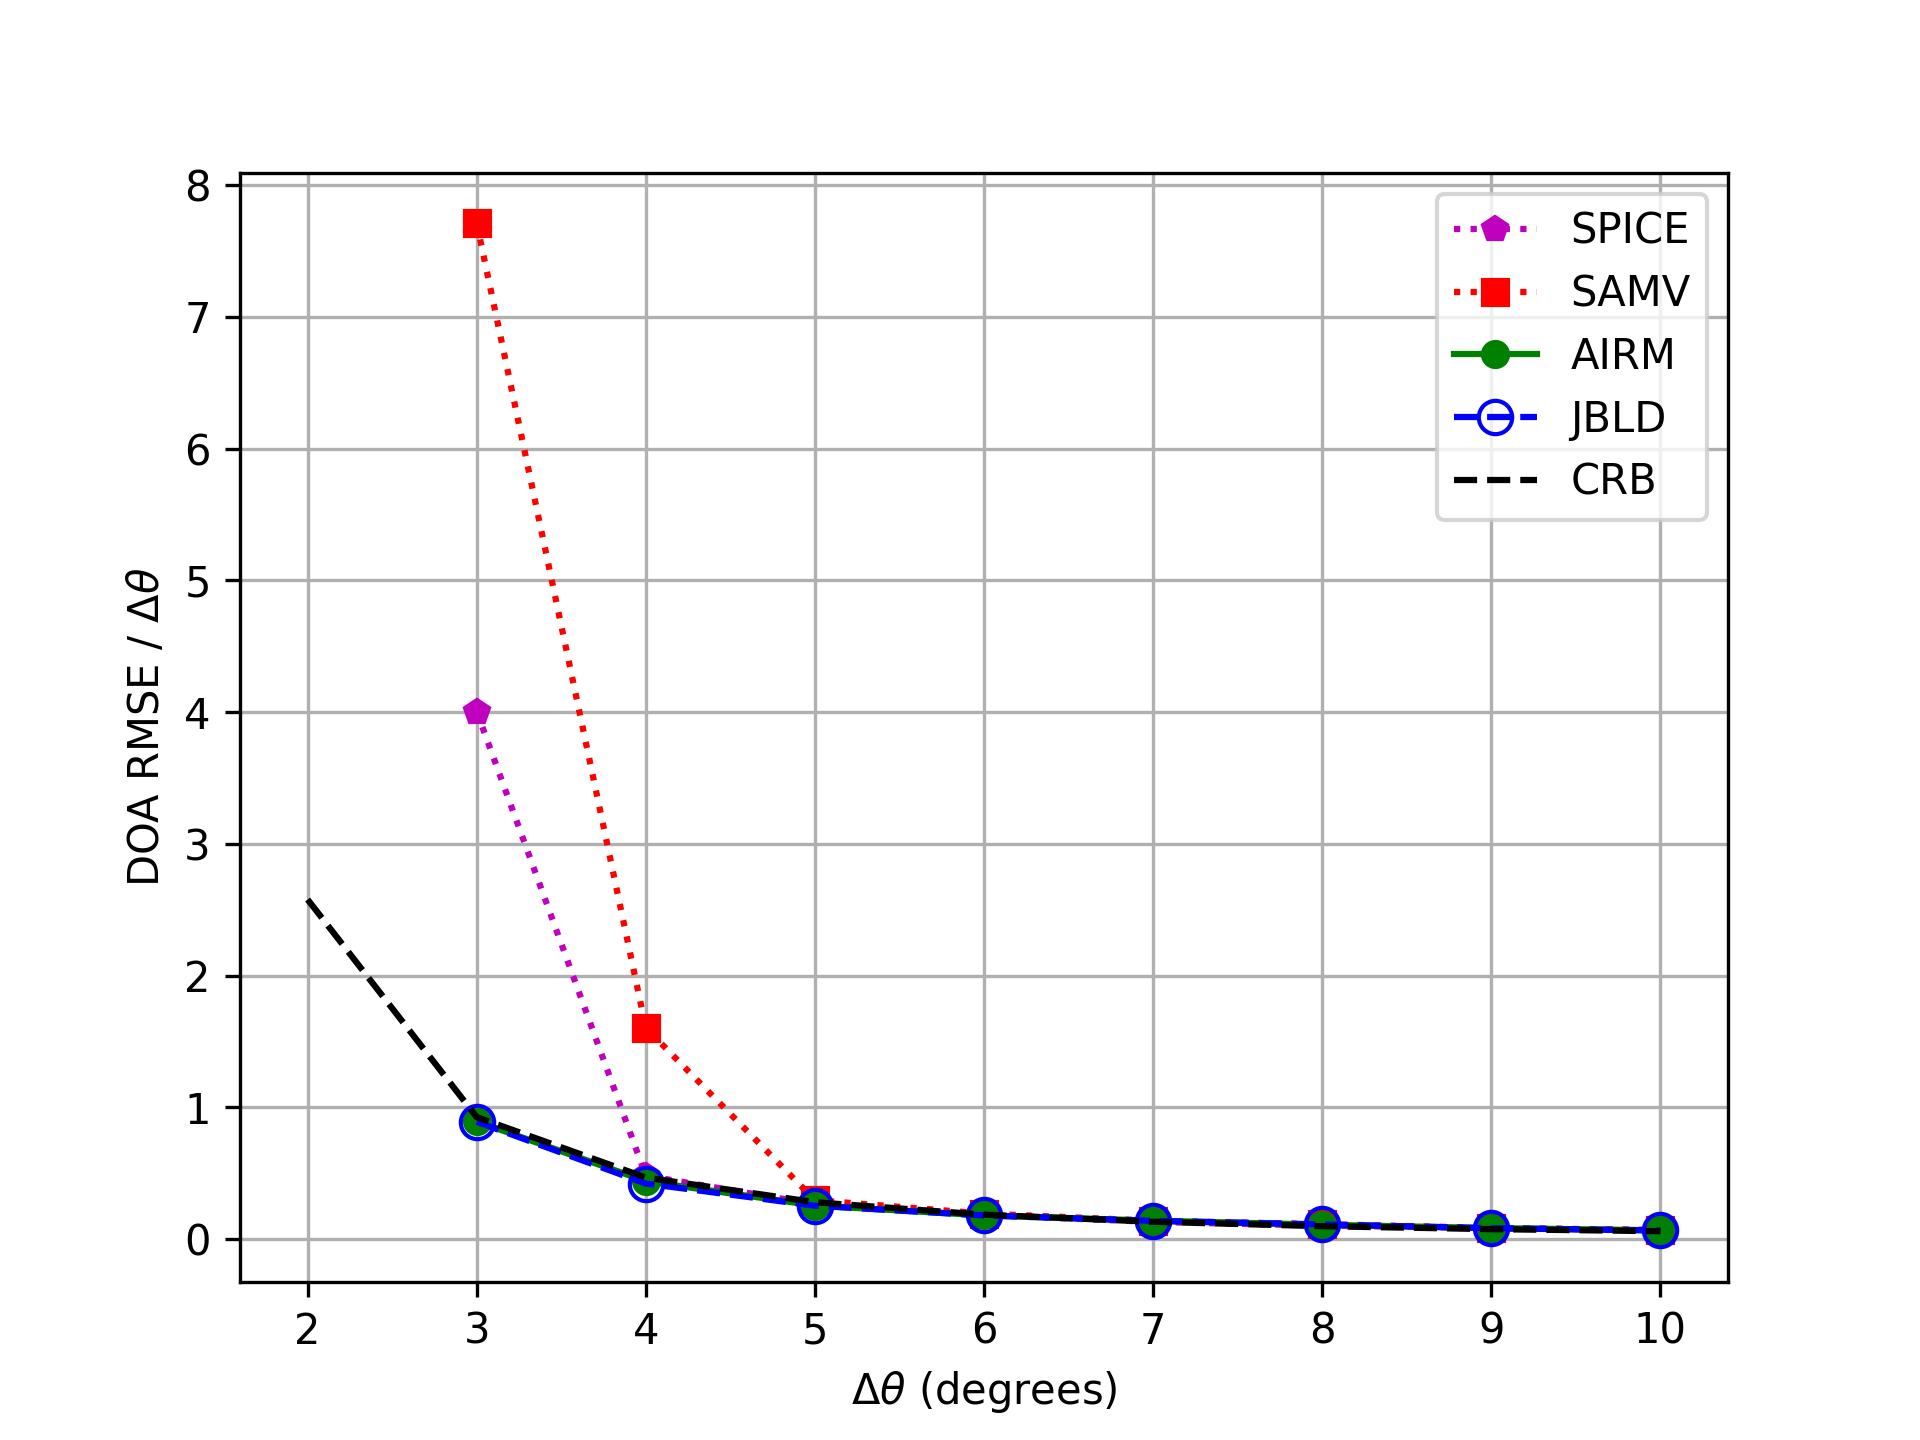 8
7
6
5
4
3
2
1
0
DOA RMSE / Δθ
SPICE
SAMV
AIRM
JBLD
CRB
2 3 4 5 6 7 8 9 10
Δθ (degrees)